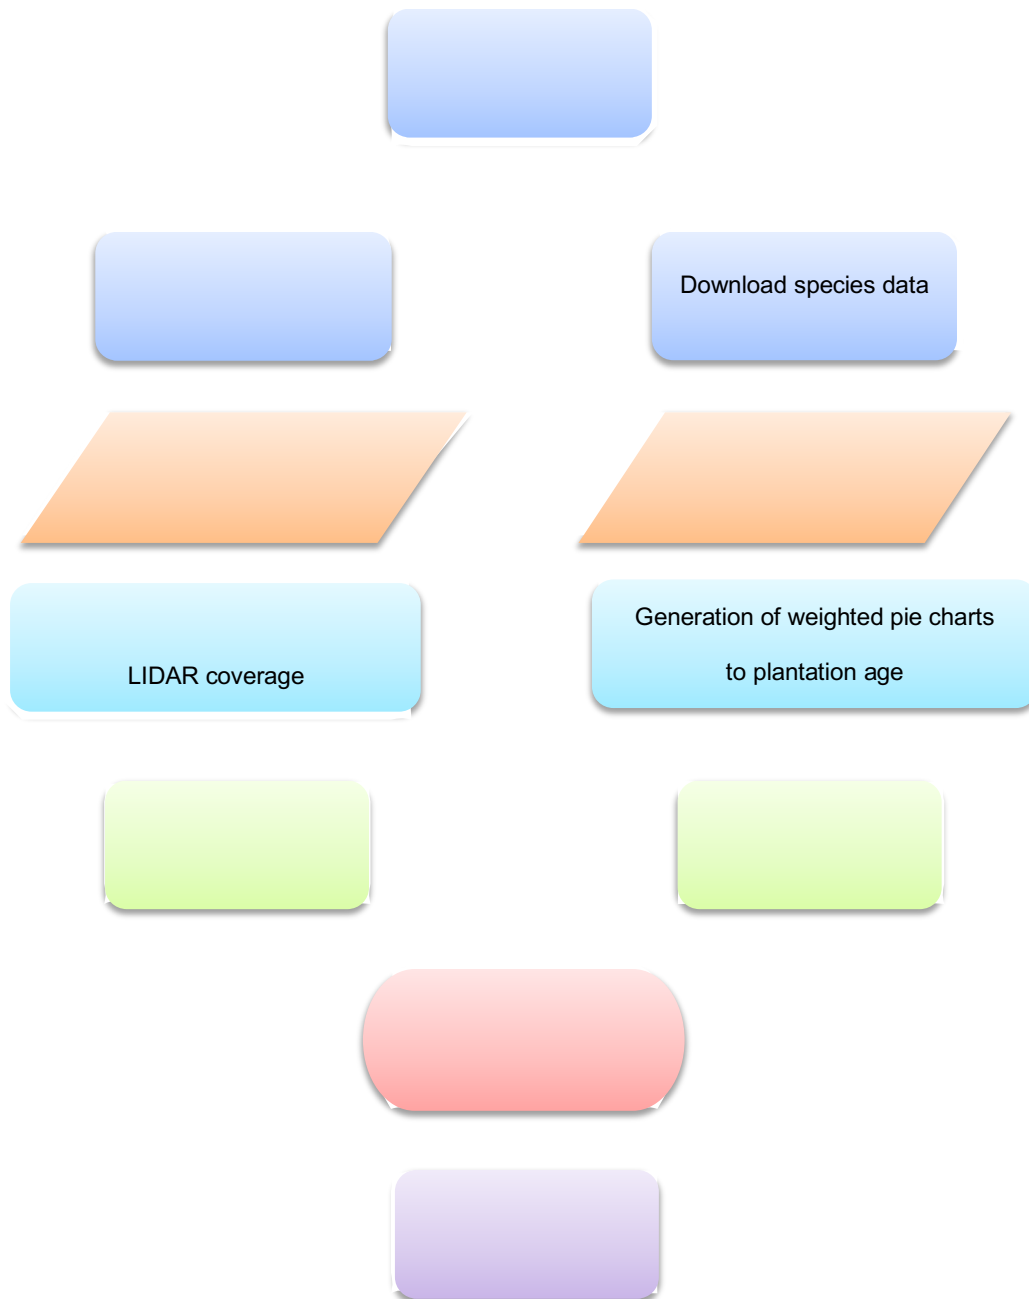 Download species data
Generation of weighted pie charts
to plantation age
LIDAR coverage